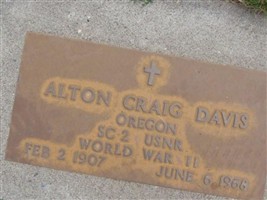 ALTON CRAIG DAVIS
OREGON
SC 2 USNR
WORLD WAR II
FEB 2 1907 JUNE 6 1966